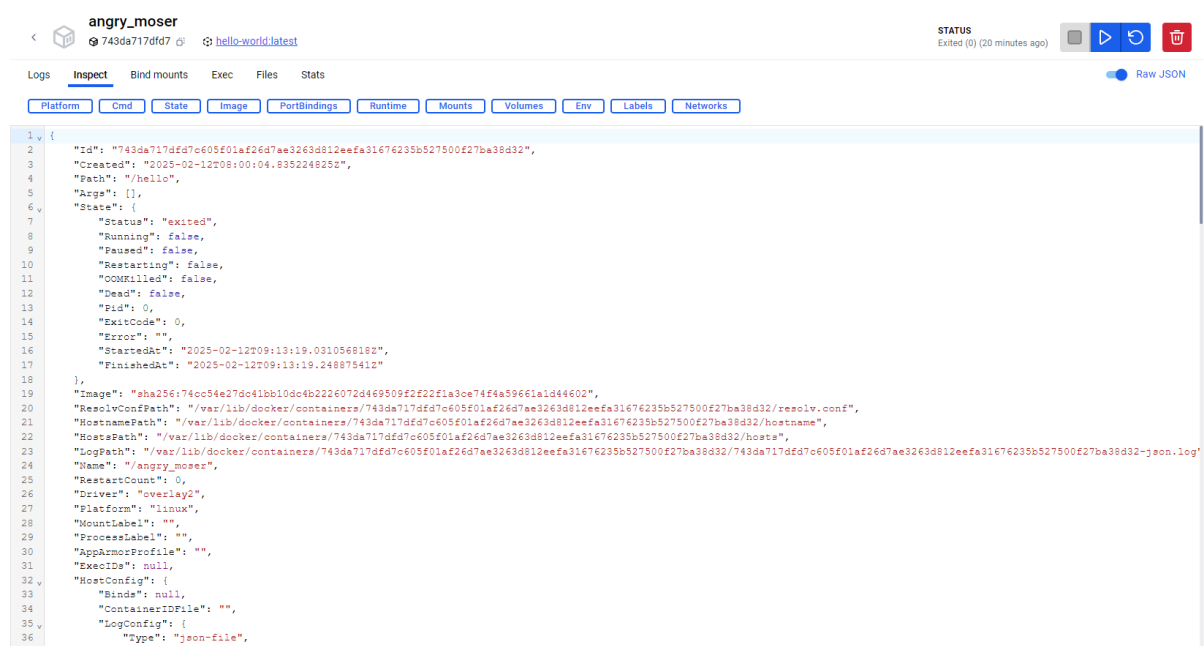 angry_moser
743da717dfd7 hello-world:latest
STATUS
Exited (0) (20 minutes ago)
Logs Inspect Bind mounts Exec Files Stats Raw JSON
Platform Cmd State Image PortBindings Runtime Mounts Volumes Env Labels Networks
1 {
2 "Id": "743da717dfd7c605f01af26d7ae3263d812eefa31676235b527500f27ba38d32",
3 "Created": "2025-02-12T08:00:04.835224825Z",
4 "Path": "/hello",
5 "Args": [],
6 "State": {
7 "Status": "exited",
8 "Running": false,
9 "Paused": false,
10 "Restarting": false,
11 "OOMKilled": false,
12 "Dead": false,
13 "Pid": 0,
14 "ExitCode": 0,
15 "Error": "",
16 "StartedAt": "2025-02-12T09:13:19.031056818Z",
17 "FinishedAt": "2025-02-12T09:13:19.24887541Z"
18 },
19 "Image": "sha256:74cc54e27dc41bb10dc4b2226072d469509f2f22f1a3ce74f4a59661a1d44602",
20 "ResolvConfPath": "/var/lib/docker/containers/743da717dfd7c605f01af26d7ae3263d812eefa31676235b527500f27ba38d32/resolv.conf",
21 "HostnamePath": "/var/lib/docker/containers/743da717dfd7c605f01af26d7ae3263d812eefa31676235b527500f27ba38d32/hostname",
22 "HostsPath": "/var/lib/docker/containers/743da717dfd7c605f01af26d7ae3263d812eefa31676235b527500f27ba38d32/hosts",
23 "LogPath": "/var/lib/docker/containers/743da717dfd7c605f01af26d7ae3263d812eefa31676235b527500f27ba38d32/743da717dfd7c605f01af26d7ae3263d812eefa31676235b527500f27ba38d32-json.log"
24 "Name": "/angry_moser",
25 "RestartCount": 0,
26 "Driver": "overlay2",
27 "Platform": "linux",
28 "MountLabel": "",
29 "ProcessLabel": "",
30 "AppArmorProfile": "",
31 "ExecIDs": null,
32 "HostConfig": {
33 "Binds": null,
34 "ContainerIDFile": "",
35 "LogConfig": {
36 "Type": "json-file",